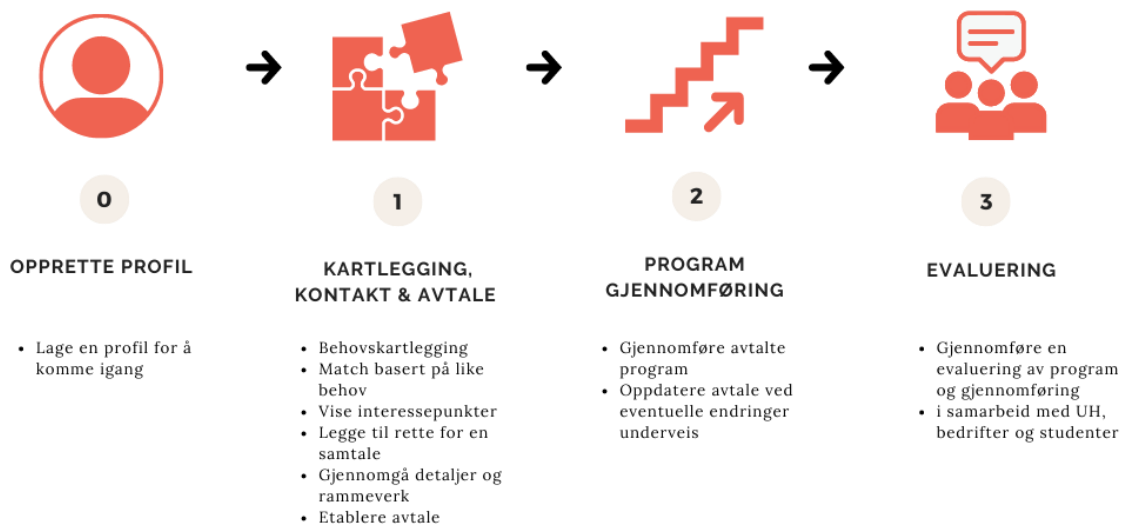 0
OPPRETTE PROFIL
• Lage en profil for å
komme igang
1
KARTLEGGING,
KONTAKT & AVTALE
• Behovskartlegging
• Match basert på like
behov
• Vise interessepunkter
• Legge til rette for en
samtale
• Gjennomgå detaljer og
rammeverk
• Etablere avtale
2
PROGRAM
GJENNOMFØRING
• Gjennomføre avtalte
program
• Oppdatere avtale ved
eventuelle endringer
underveis
3
EVALUERING
• Gjennomføre en
evaluering av program
og gjennomføring
• i samarbeid med UH,
bedrifter og studenter